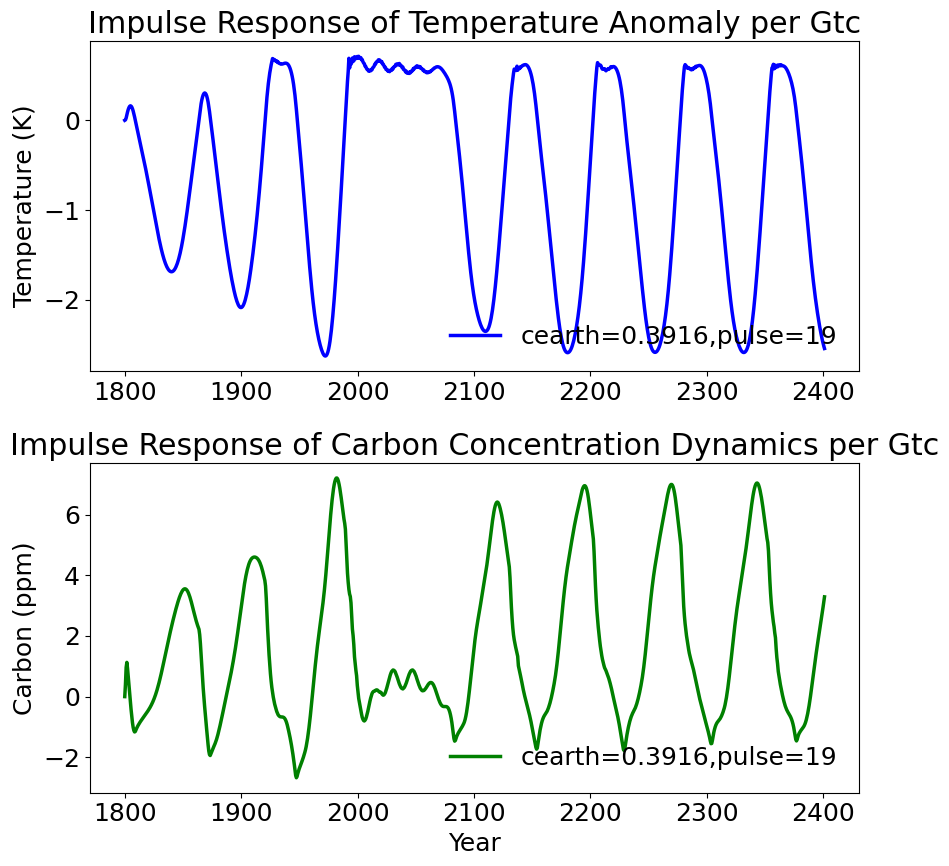 Impulse Response of Temperature Anomaly per Gtc
Temperature (K)
0
−1
−2
cearth=0.3916,pulse=19
1800 1900 2000 2100 2200 2300 2400
Impulse Response of Carbon Concentration Dynamics per Gtc
Carbon (ppm)
6
4
2
0
−2
cearth=0.3916,pulse=19
1800 1900 2000 2100 2200 2300 2400
Year